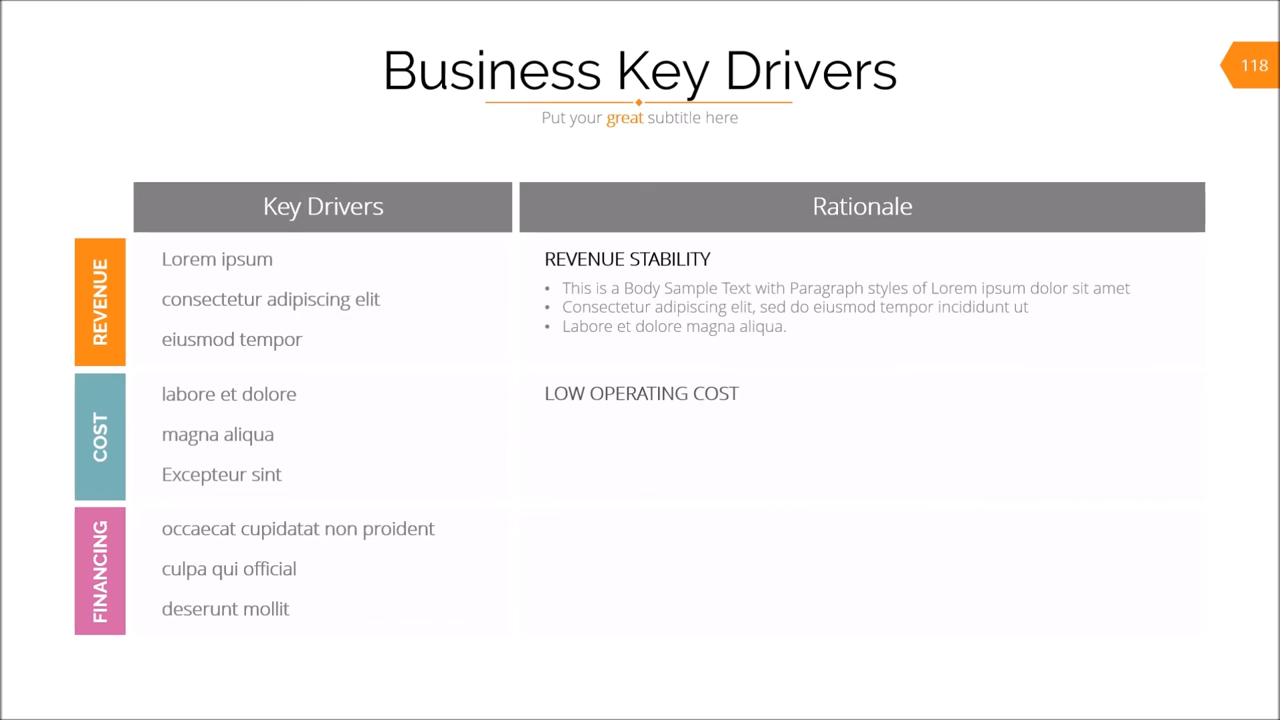 Business Key Drivers
118
Put your great subtitle here
Key Drivers
Rationale
REVENUE
Lorem ipsum
consectetur adipiscing elit
eiusmod tempor
REVENUE STABILITY
• This is a Body Sample Text with Paragraph styles of Lorem ipsum dolor sit amet
• Consectetur adipiscing elit, sed do eiusmod tempor incididunt ut
• Labore et dolore magna aliqua.
COST
labore et dolore
magna aliqua
Excepteur sint
LOW OPERATING COST
FINANCING
occaecat cupidatat non proident
culpa qui official
deserunt mollit